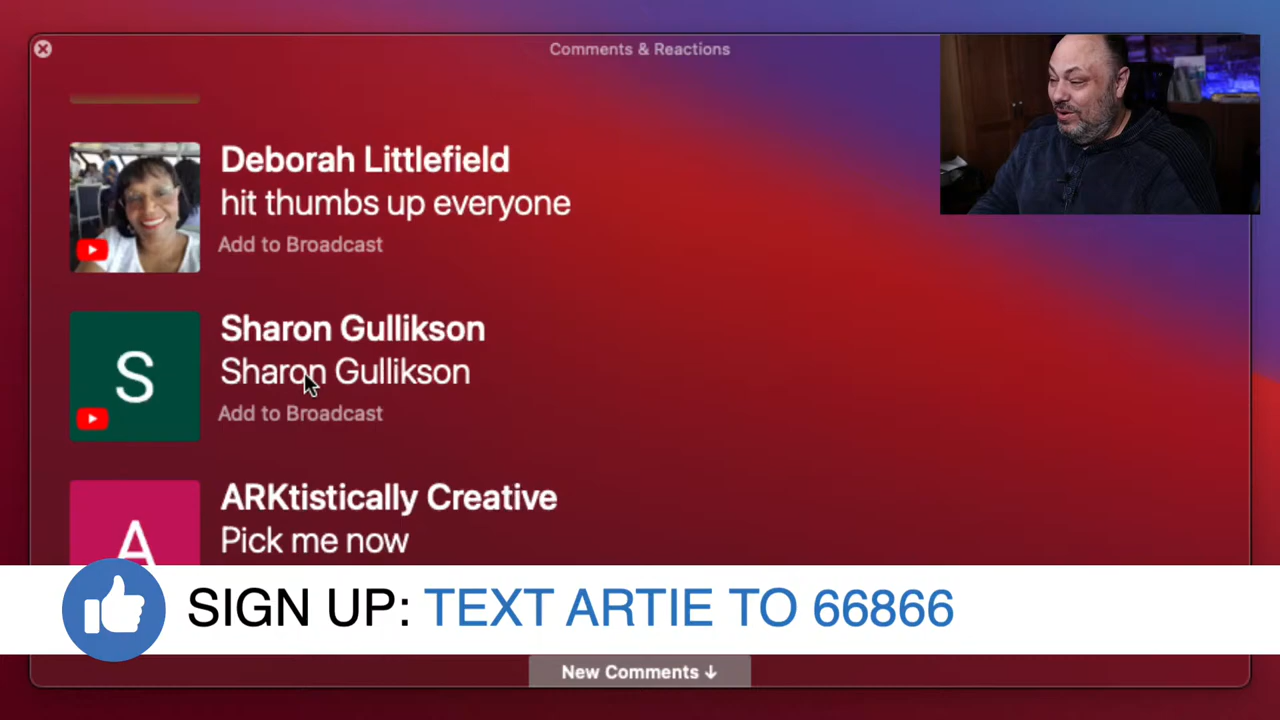 Comments & Reactions
Deborah Littlefield
hit thumbs up everyone
Add to Broadcast
S
Sharon Gullikson
Sharon Gullikson
Add to Broadcast
A
ARKtistically Creative
Pick me now
SIGN UP: TEXT ARTIE TO 66866
New Comments ↓